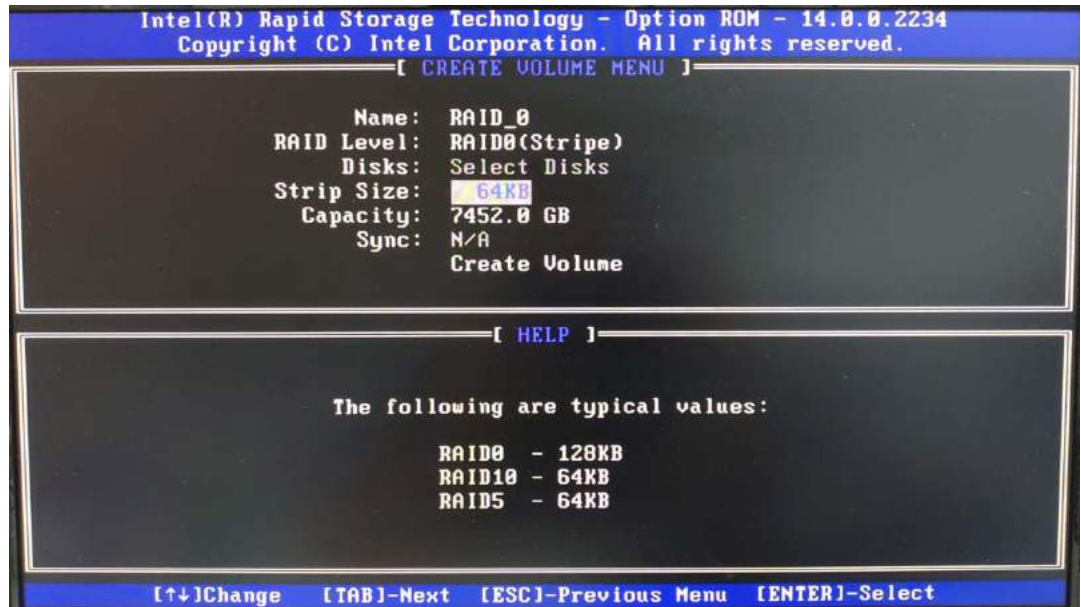 Intel(R) Rapid Storage Technology - Option ROM - 14.0.0.2234
Copyright (C) Intel Corporation. All rights reserved.
[ CREATE VOLUME MENU ]
Name: RAID_0
RAID Level: RAID0(Stripe)
Disks: Select Disks
Strip Size: 64KB
Capacity: 7452.0 GB
Sync: N/A
Create Volume
[ HELP ]
The following are typical values:
RAID0 - 128KB
RAID10 - 64KB
RAID5 - 64KB
[↑↓]Change [TAB]-Next [ESC]-Previous Menu [ENTER]-Select